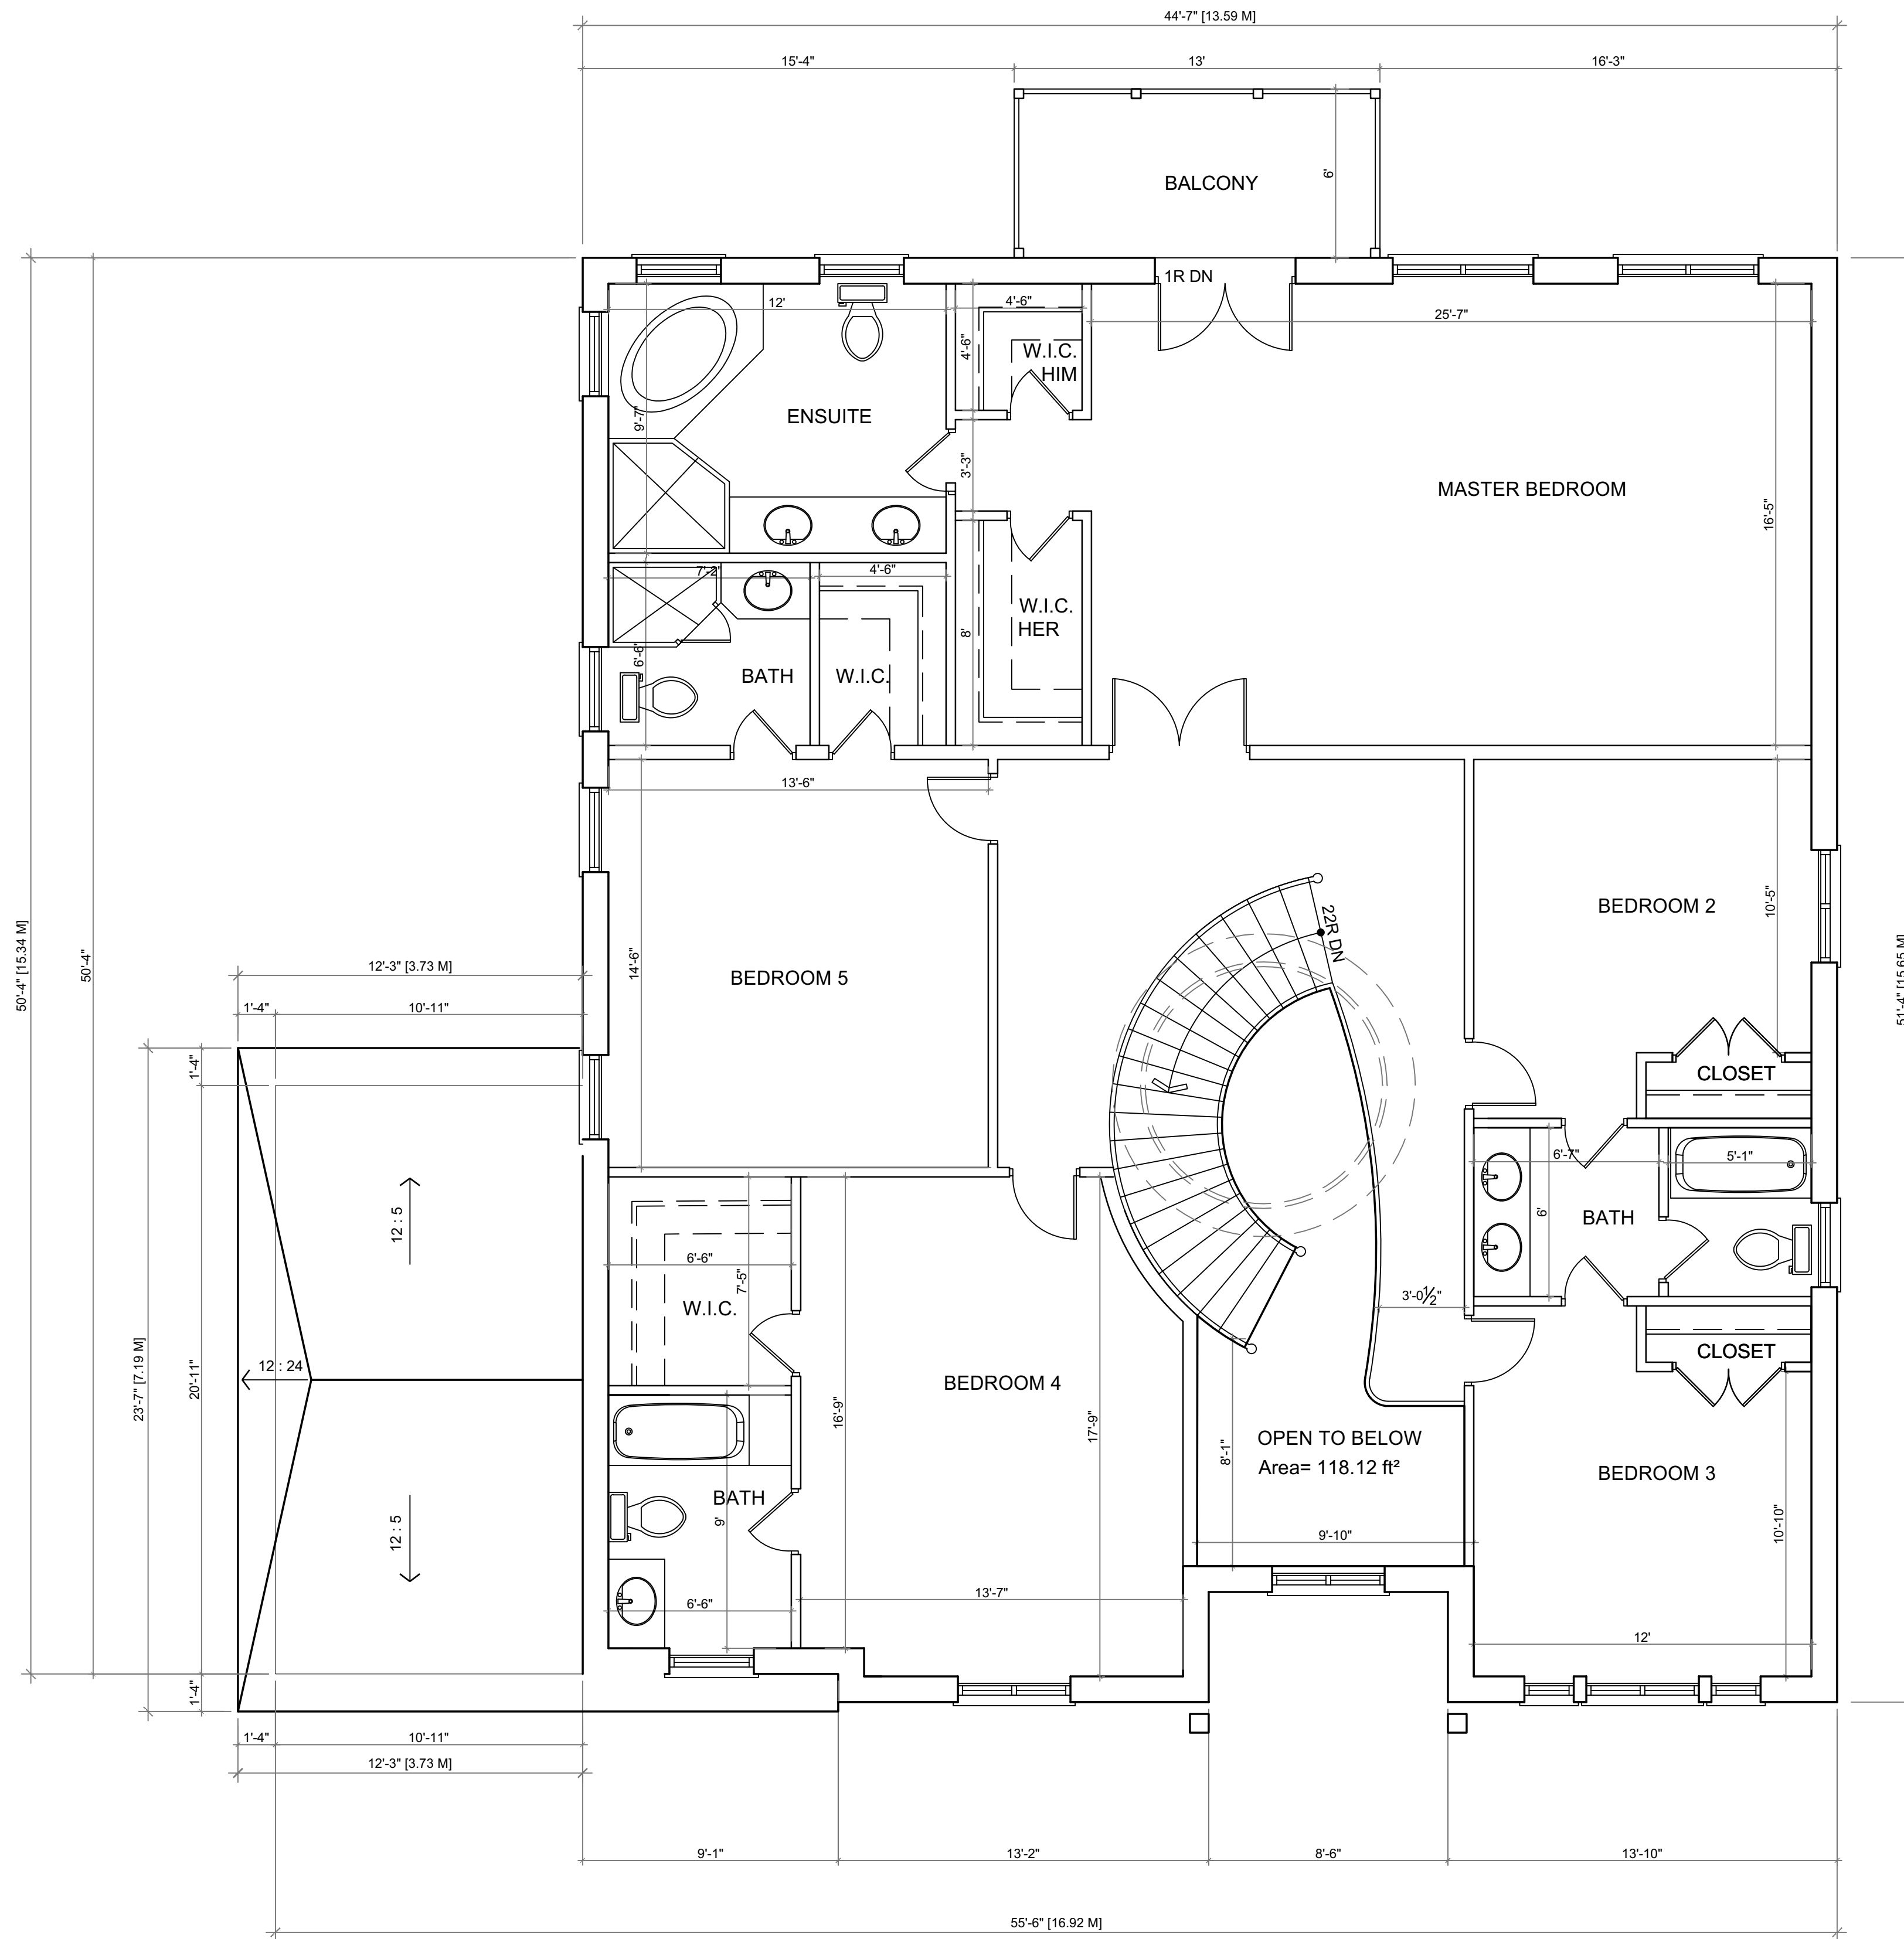 44'-7" [13.59 M]
15'-4"
13'
16'-3"
BALCONY
6'
1R DN
12'
4'-6"
25'-7"
4'-6"
W.I.C.
HIM
9'-7"
ENSUITE
3'-3"
MASTER BEDROOM
16'-5"
7'-2"
4'-6"
W.I.C.
HER
8'
6'-6"
BATH
W.I.C.
13'-6"
BEDROOM 2
10'-5"
22R DN
14'-6"
BEDROOM 5
50'-4" [15.34 M]
50'-4"
51'-4" [15.65 M]
12'-3" [3.73 M]
1'-4"
10'-11"
1'-4"
CLOSET
6'-7"
5'-1"
12 : 5
6'
BATH
6'-6"
7'-5"
W.I.C.
3'-0½"
CLOSET
12 : 24
23'-7" [7.19 M]
20'-11"
BEDROOM 4
16'-9"
17'-9"
8'-1"
OPEN TO BELOW
Area= 118.12 ft²
BEDROOM 3
BATH
9'
12 : 5
9'-10"
10'-10"
13'-7"
6'-6"
12'
1'-4"
1'-4"
10'-11"
12'-3" [3.73 M]
9'-1"
13'-2"
8'-6"
13'-10"
55'-6" [16.92 M]